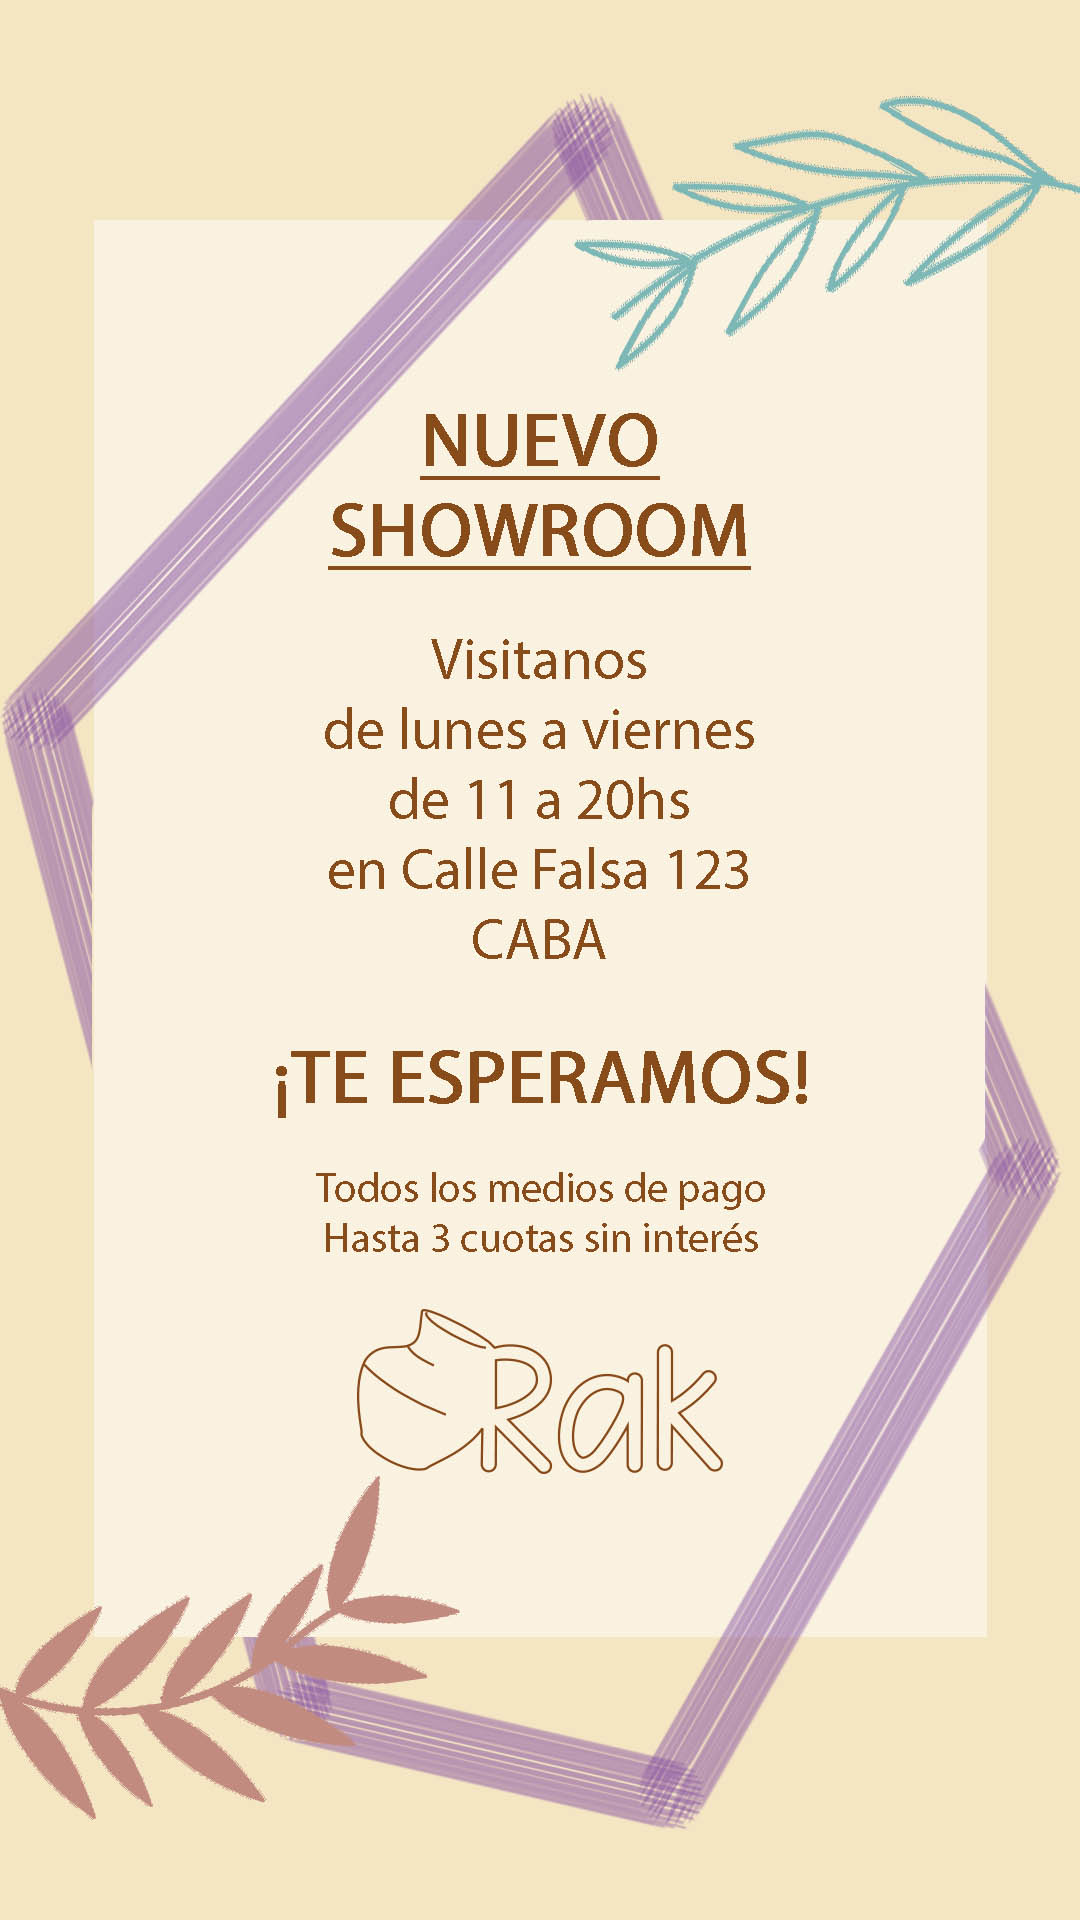 NUEVO
SHOWROOM
Visitanos
de lunes a viernes
de 11 a 20hs
en Calle Falsa 123
CABA
¡TE ESPERAMOS!
Todos los medios de pago
Hasta 3 cuotas sin interés
Rak